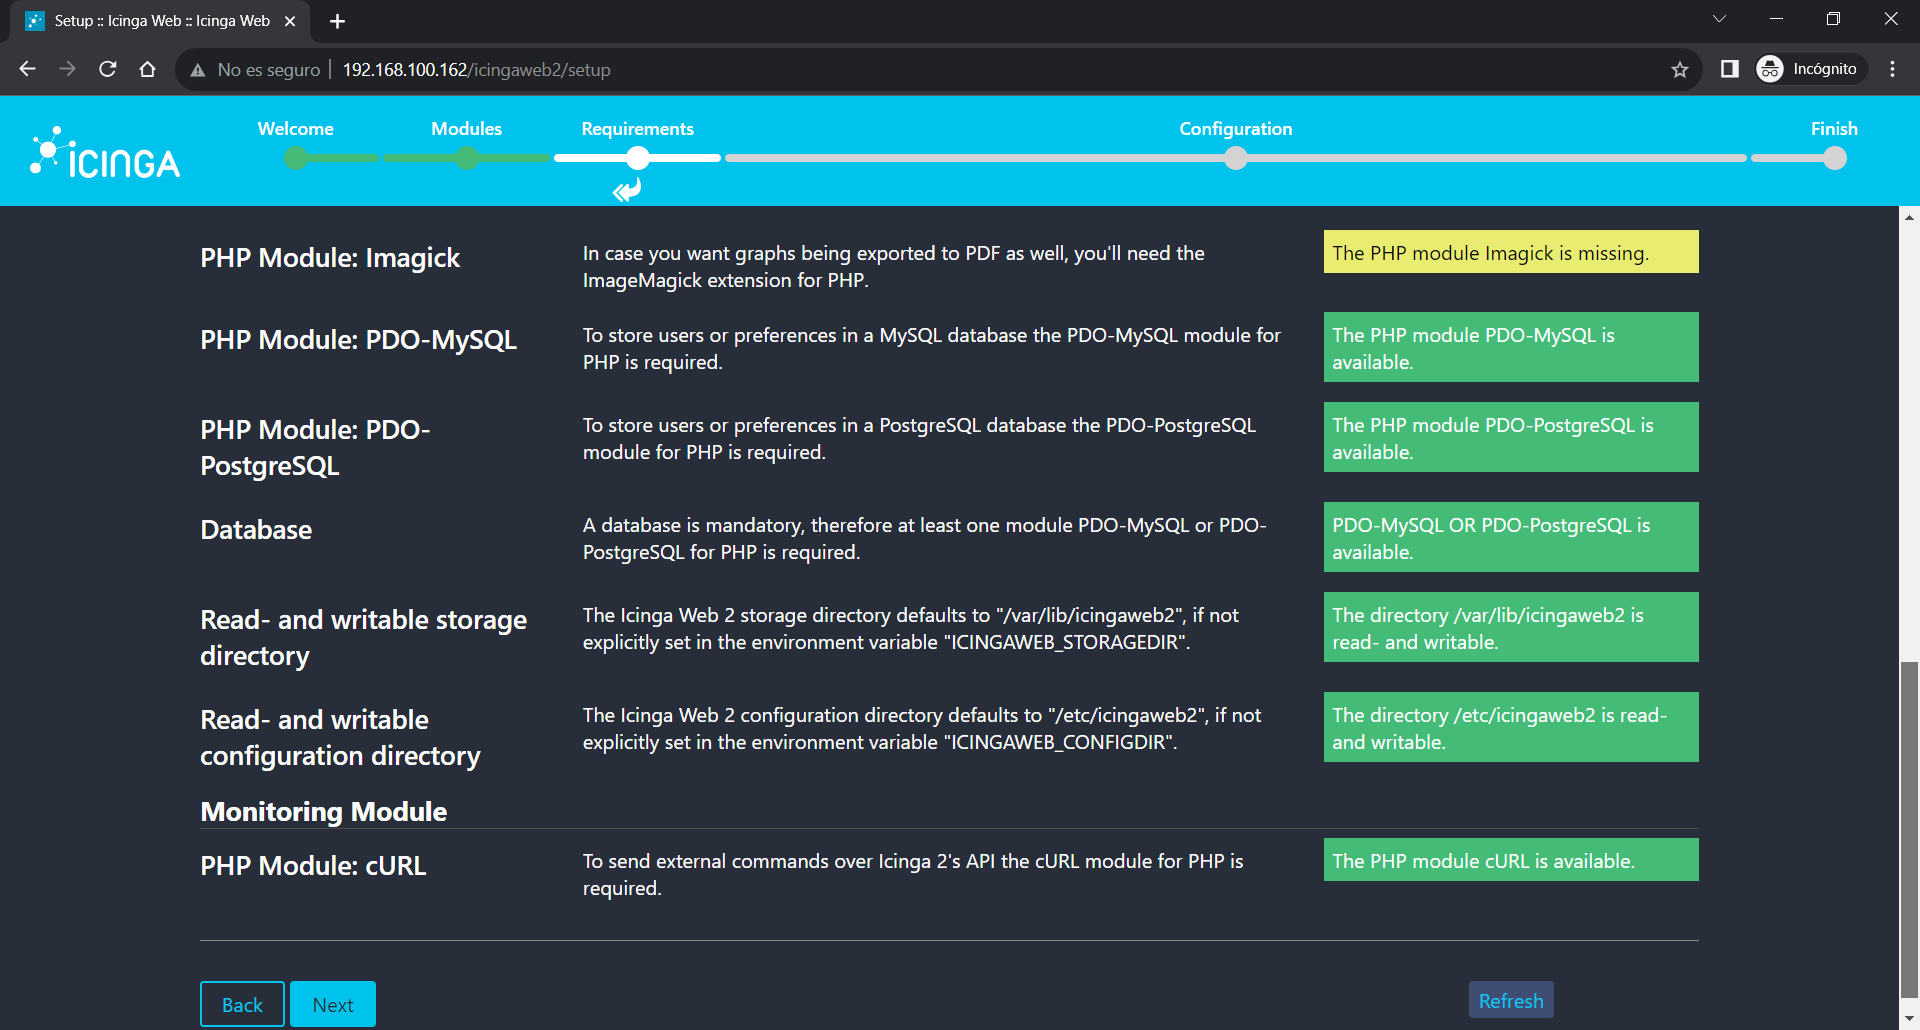 Setup :: Icinga Web :: Icinga Web
No es seguro | 192.168.100.162/icingaweb2/setup
Incógnito
ICINGA
Welcome
Modules
Requirements
Configuration
Finish
PHP Module: Imagick
In case you want graphs being exported to PDF as well, you'll need the
ImageMagick extension for PHP.
The PHP module Imagick is missing.
PHP Module: PDO-MySQL
To store users or preferences in a MySQL database the PDO-MySQL module for
PHP is required.
The PHP module PDO-MySQL is
available.
PHP Module: PDO-
PostgreSQL
To store users or preferences in a PostgreSQL database the PDO-PostgreSQL
module for PHP is required.
The PHP module PDO-PostgreSQL is
available.
Database
A database is mandatory, therefore at least one module PDO-MySQL or PDO-
PostgreSQL for PHP is required.
PDO-MySQL OR PDO-PostgreSQL is
available.
Read- and writable storage
directory
The Icinga Web 2 storage directory defaults to "/var/lib/icingaweb2", if not
explicitly set in the environment variable "ICINGAWEB_STORAGEDIR".
The directory /var/lib/icingaweb2 is
read- and writable.
Read- and writable
configuration directory
The Icinga Web 2 configuration directory defaults to "/etc/icingaweb2", if not
explicitly set in the environment variable "ICINGAWEB_CONFIGDIR".
The directory /etc/icingaweb2 is read-
and writable.
Monitoring Module
PHP Module: cURL
To send external commands over Icinga 2's API the cURL module for PHP is
required.
The PHP module cURL is available.
Back
Next
Refresh